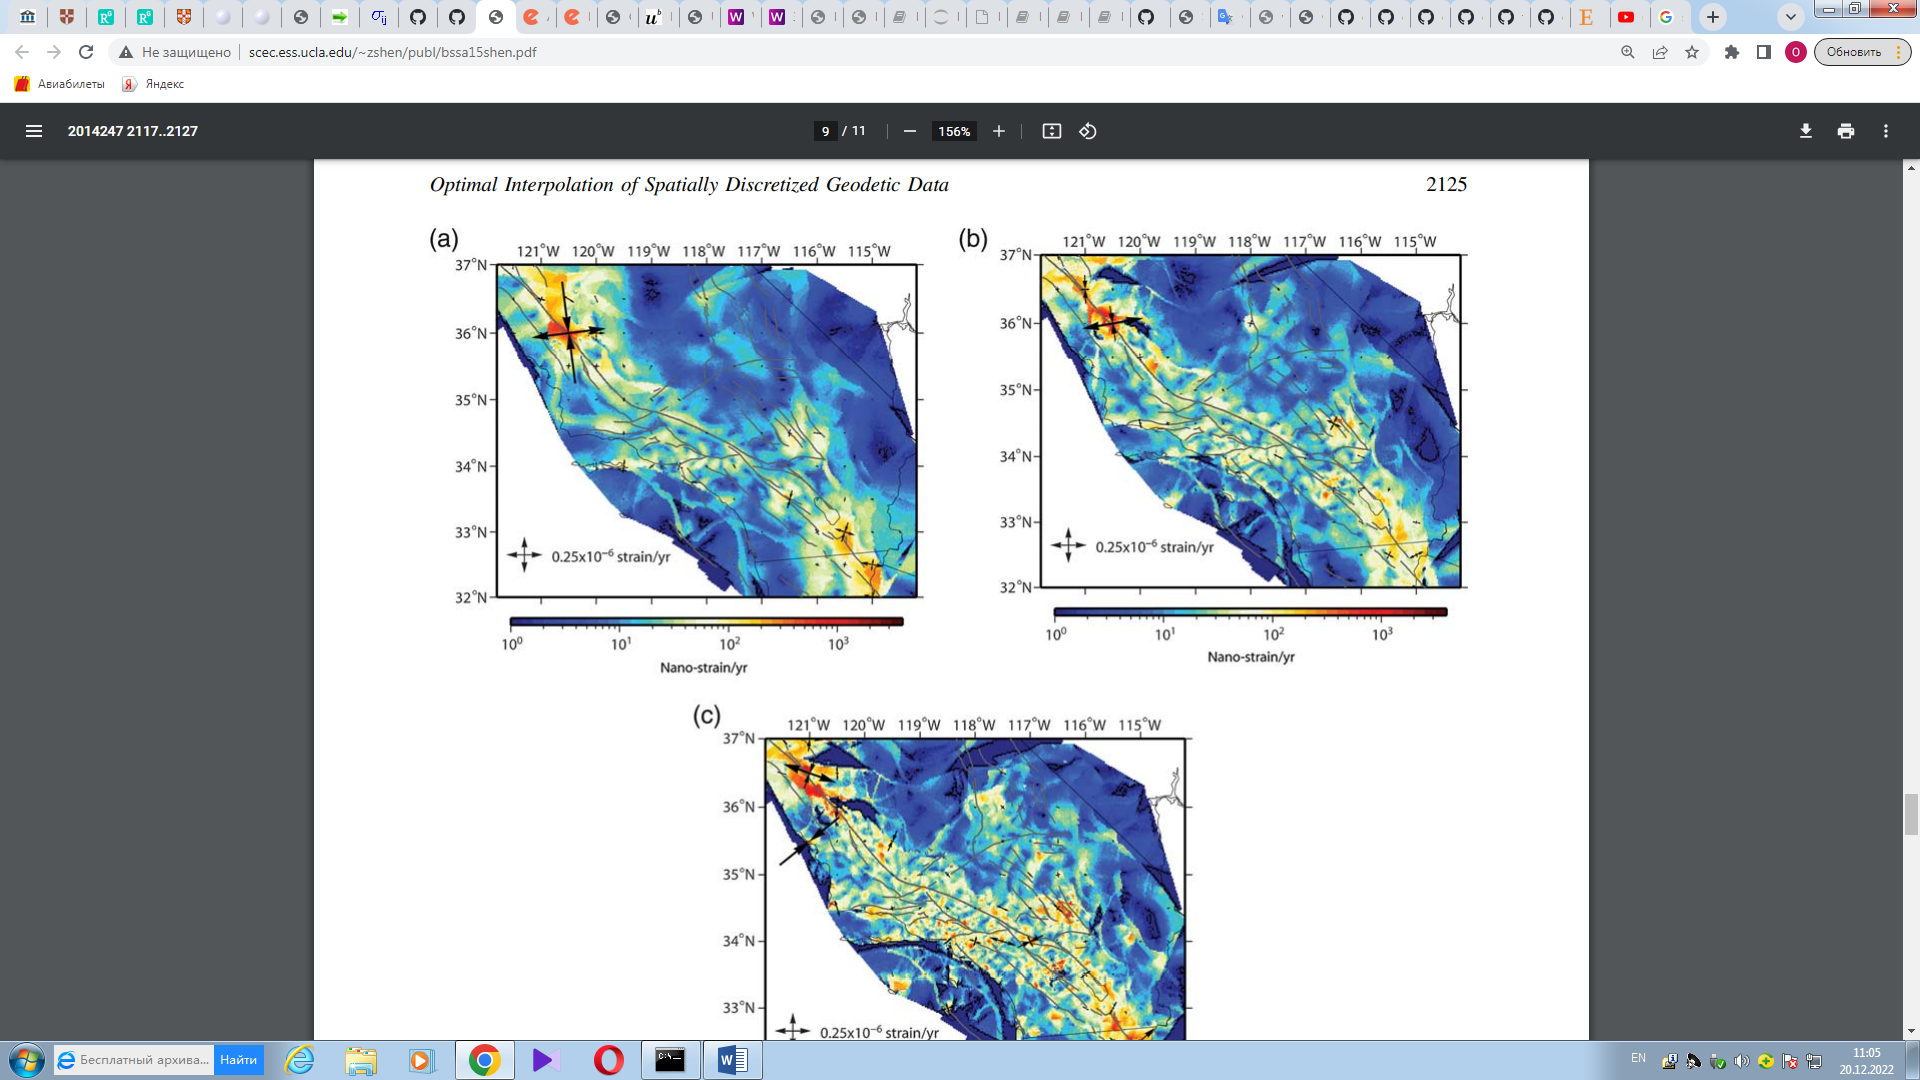 Не защищено
scec.ess.ucla.edu/~zshen/publ/bssa15shen.pdf
Обновить
Авиабилеты
Яндекс
2014247 2117..2127
9 / 11
156%
Optimal Interpolation of Spatially Discretized Geodetic Data
2125
(a)
121°W 120°W 119°W 118°W 117°W 116°W 115°W
37°N
36°N
35°N
34°N
33°N
32°N
0.25x10⁻⁶ strain/yr
10⁰ 10¹ 10² 10³
Nano-strain/yr
(b)
121°W 120°W 119°W 118°W 117°W 116°W 115°W
37°N
36°N
35°N
34°N
33°N
32°N
0.25x10⁻⁶ strain/yr
10⁰ 10¹ 10² 10³
Nano-strain/yr
(c)
121°W 120°W 119°W 118°W 117°W 116°W 115°W
37°N
36°N
35°N
34°N
33°N
0.25x10⁻⁶ strain/yr
Бесплатный архива...
Найти
EN
11:05
20.12.2022